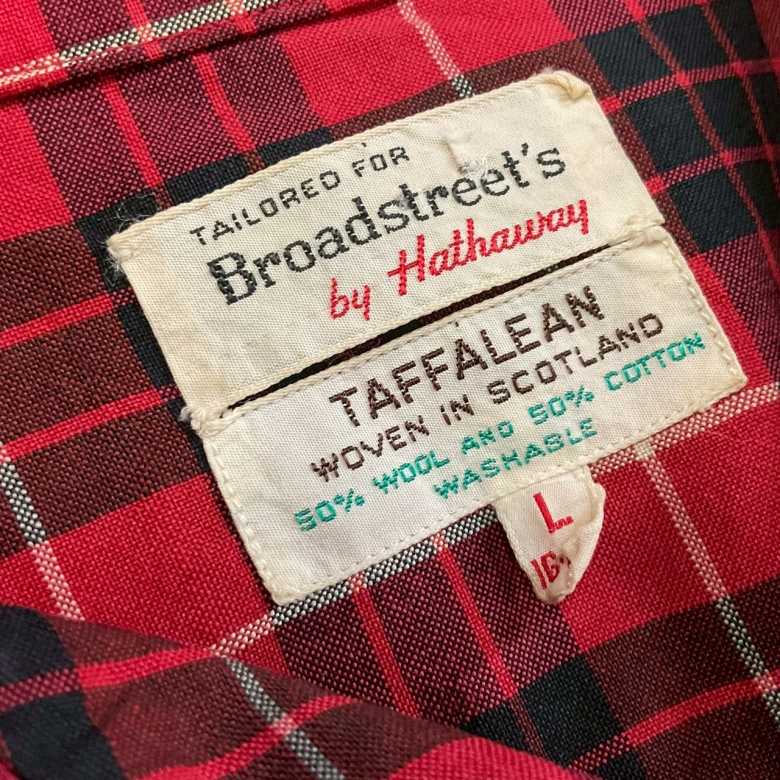 TAILORED FOR
Broadstreet's
by Hathaway
TAFFALEAN
WOVEN IN SCOTLAND
50% WOOL AND 50% COTTON
WASHABLE
L